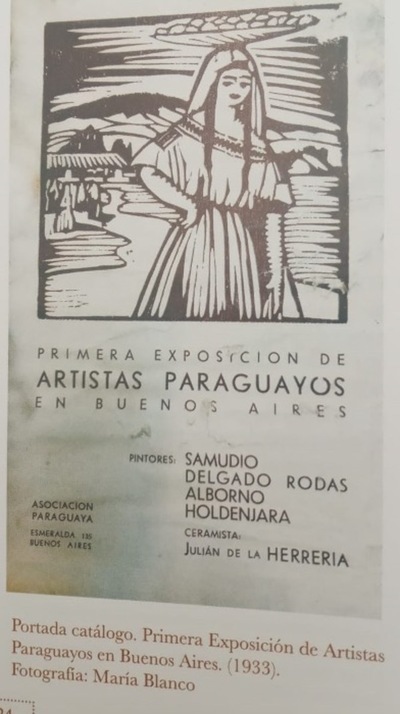 PRIMERA EXPOSICION DE
ARTISTAS PARAGUAYOS
EN BUENOS AIRES
PINTORES: SAMUDIO
DELGADO RODAS
ALBORNO
HOLDENJARA
CERAMISTA:
JULIÁN DE LA HERRERIA
ASOCIACION
PARAGUAYA
ESMERALDA 135
BUENOS AIRES
Portada catálogo. Primera Exposición de Artistas
Paraguayos en Buenos Aires. (1933).
Fotografía: María Blanco